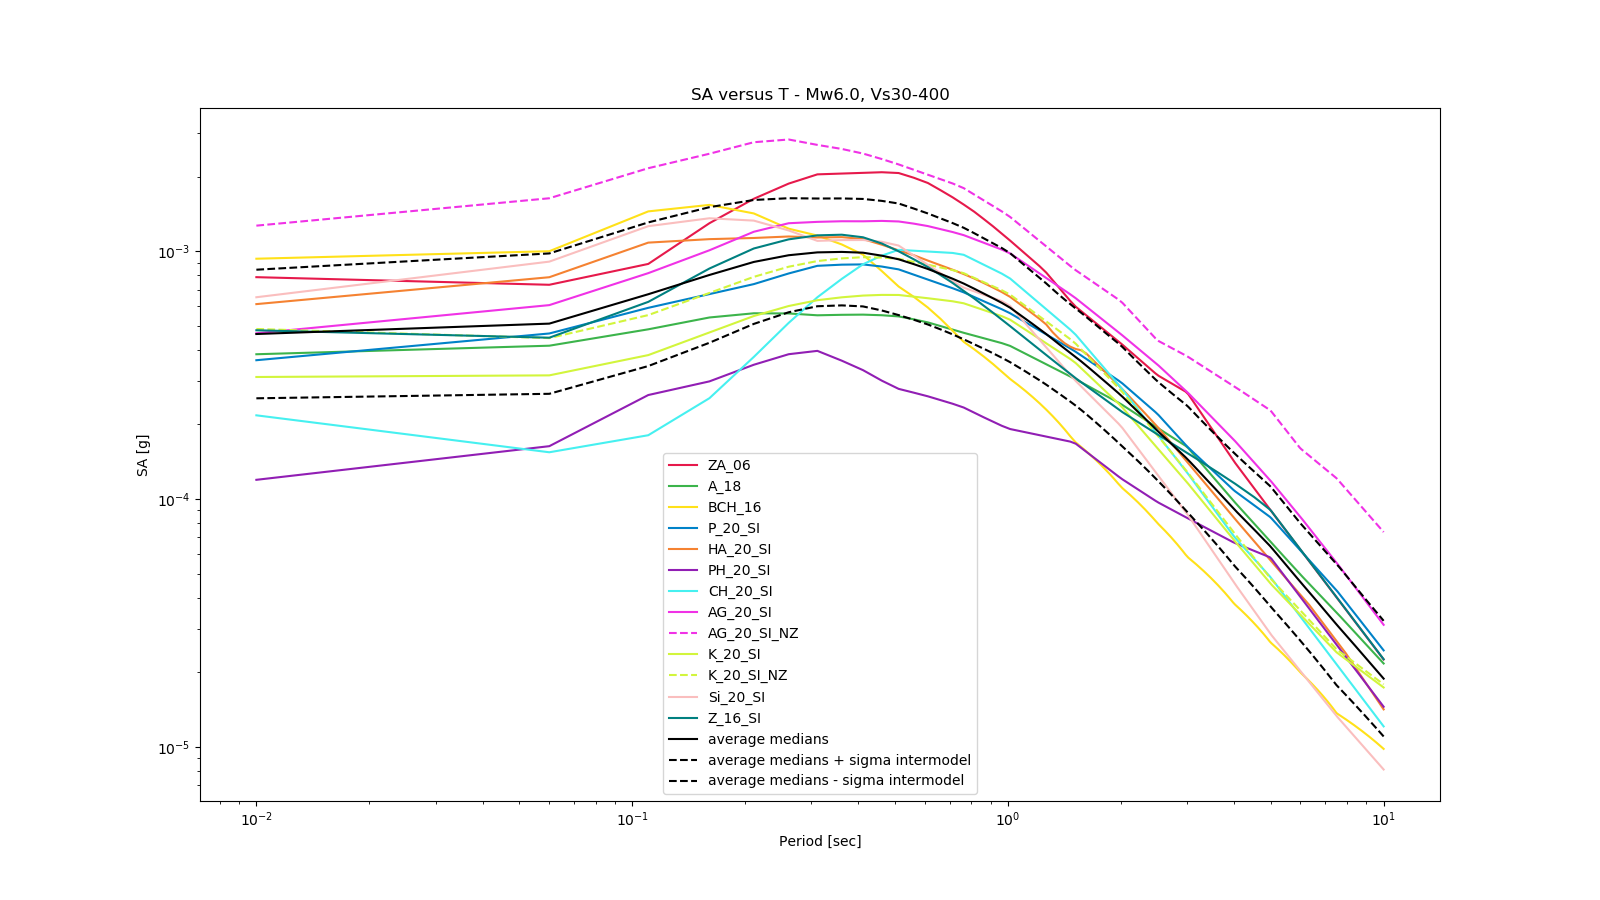 SA versus T - Mw6.0, Vs30-400
SA [g]
10⁻³
10⁻⁴
10⁻⁵
ZA_06
A_18
BCH_16
P_20_SI
HA_20_SI
PH_20_SI
CH_20_SI
AG_20_SI
AG_20_SI_NZ
K_20_SI
K_20_SI_NZ
Si_20_SI
Z_16_SI
average medians
average medians + sigma intermodel
average medians - sigma intermodel
10⁻² 10⁻¹ 10⁰ 10¹
Period [sec]